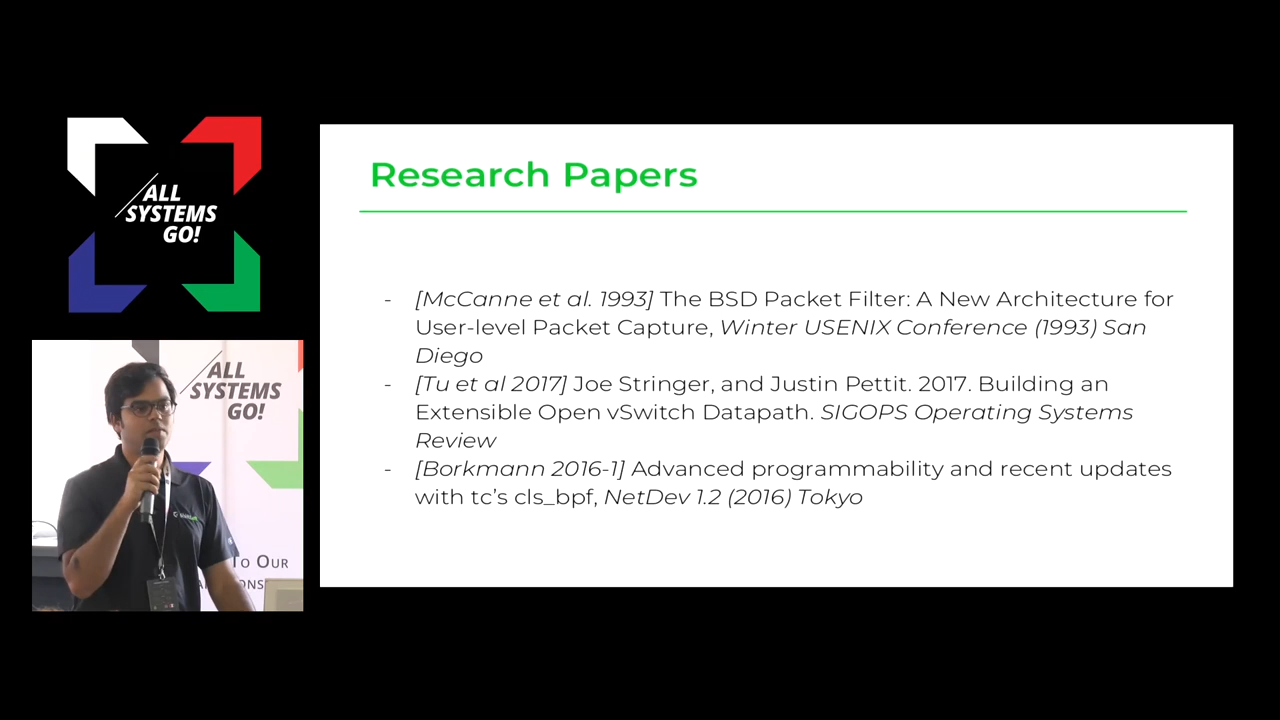 ALL
SYSTEMS
GO!
Research Papers
- [McCanne et al. 1993] The BSD Packet Filter: A New Architecture for
User-level Packet Capture, Winter USENIX Conference (1993) San
Diego
- [Tu et al 2017] Joe Stringer, and Justin Pettit. 2017. Building an
Extensible Open vSwitch Datapath. SIGOPS Operating Systems
Review
- [Borkmann 2016-1] Advanced programmability and recent updates
with tc’s cls_bpf, NetDev 1.2 (2016) Tokyo
ALL
SYSTEMS
GO!
To Our